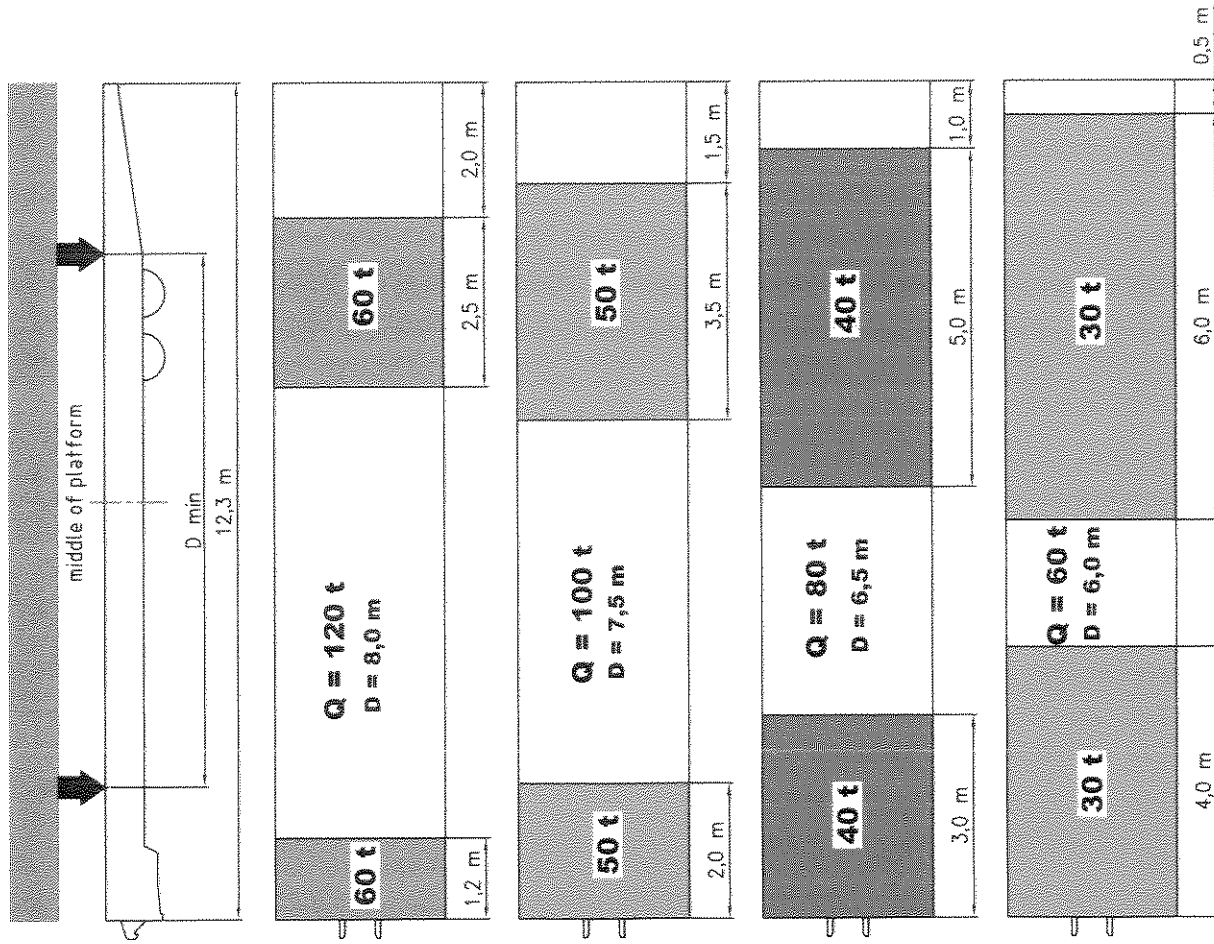 middle of platform
D min
12,3 m
60 t
Q = 120 t
D = 8,0 m
60 t
1,2 m
2,5 m
2,0 m
50 t
Q = 100 t
D = 7,5 m
50 t
2,0 m
3,5 m
1,5 m
40 t
Q = 80 t
D = 6,5 m
40 t
3,0 m
5,0 m
1,0 m
30 t
Q = 60 t
D = 6,0 m
30 t
4,0 m
6,0 m
0,5 m